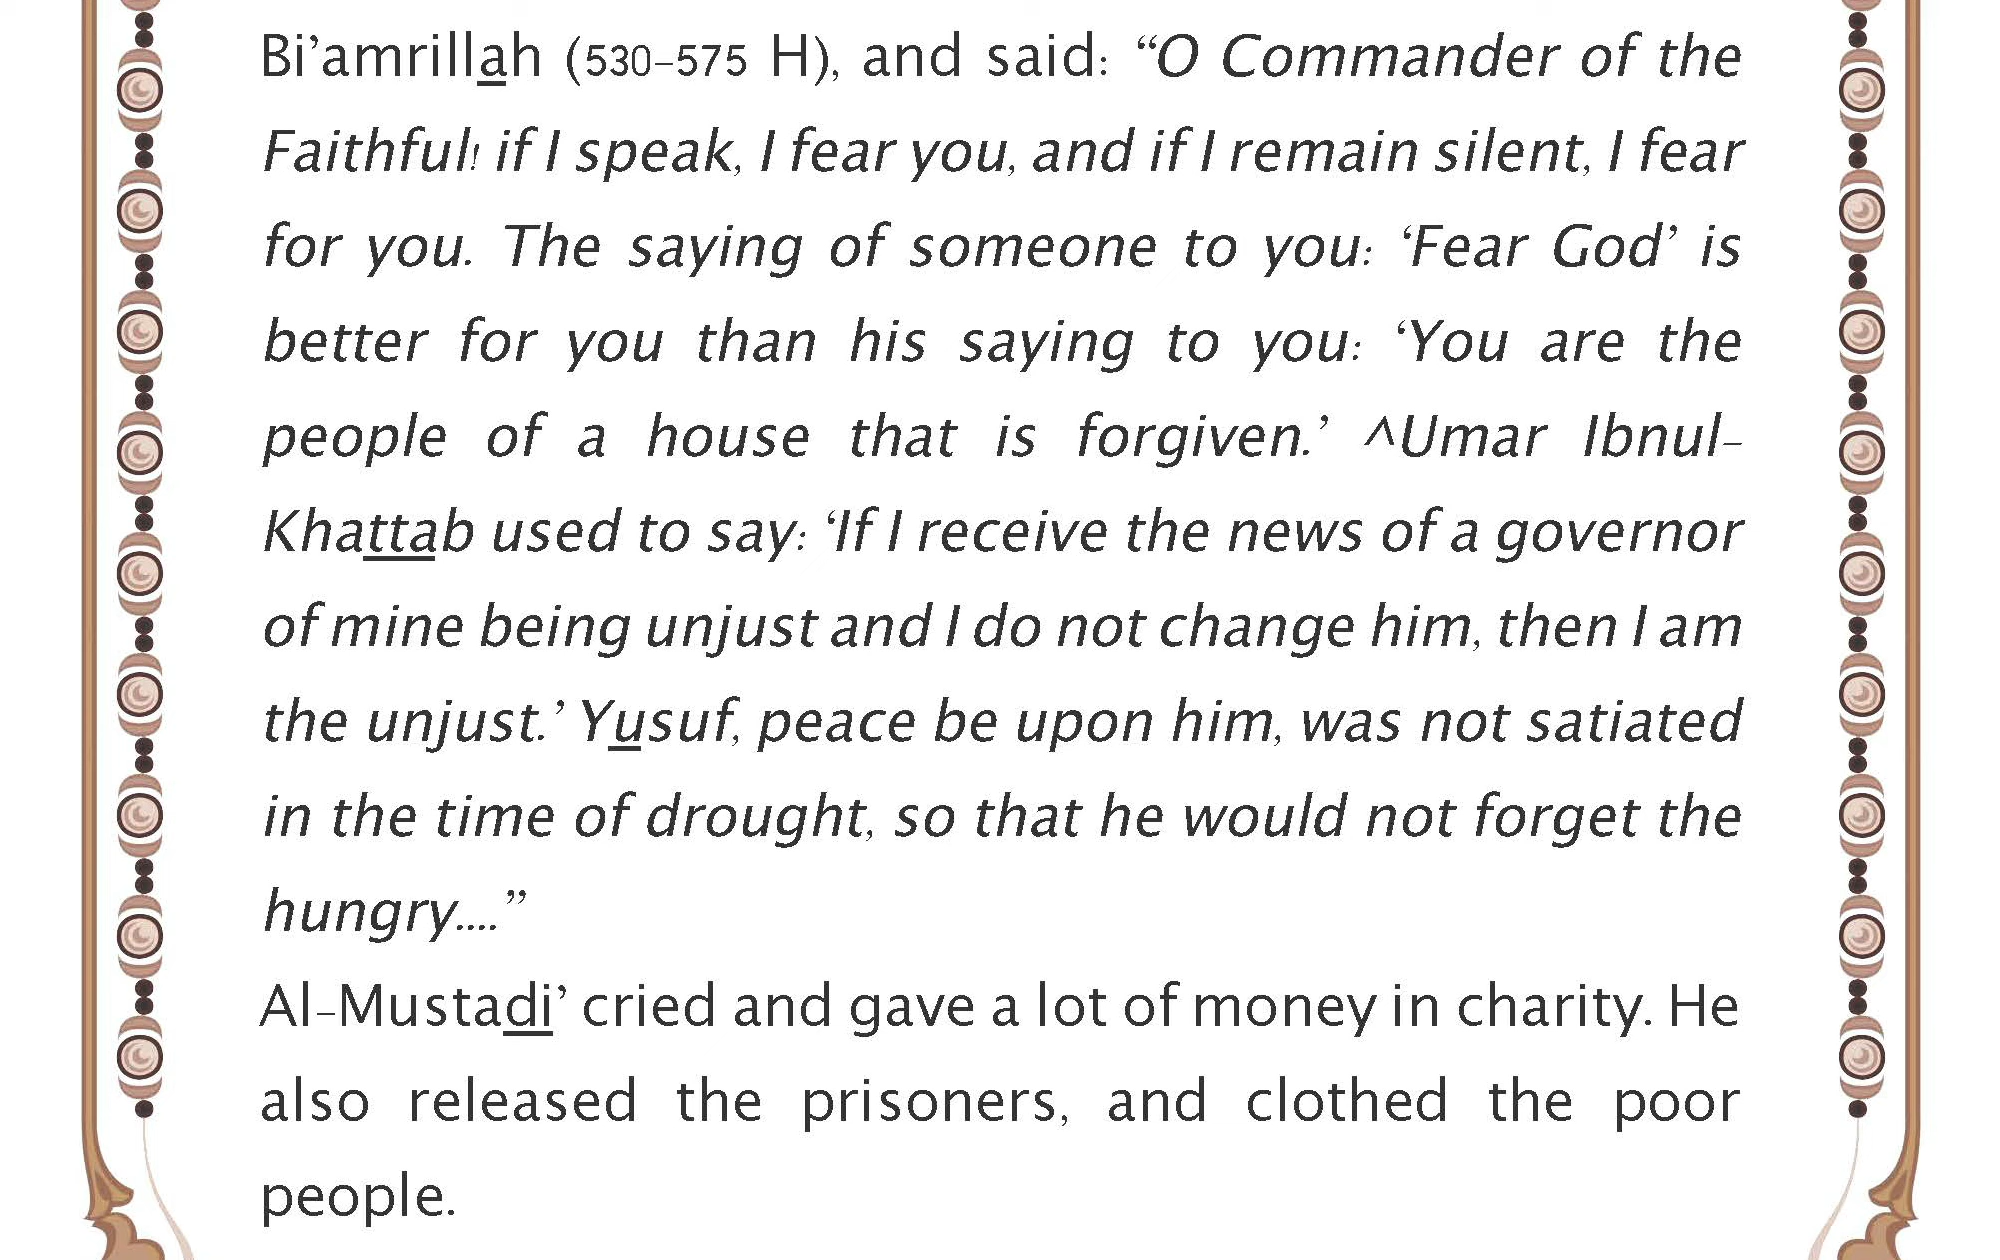 Bi’amrillah (530–575 H), and said: “O Commander of the
Faithful! if I speak, I fear you, and if I remain silent, I fear
for you. The saying of someone to you: ‘Fear God’ is
better for you than his saying to you: ‘You are the
people of a house that is forgiven.’ ^Umar Ibnul-
Khattab used to say: ‘If I receive the news of a governor
of mine being unjust and I do not change him, then I am
the unjust.’ Yusuf, peace be upon him, was not satiated
in the time of drought, so that he would not forget the
hungry....”
Al-Mustadi’ cried and gave a lot of money in charity. He
also released the prisoners, and clothed the poor
people.